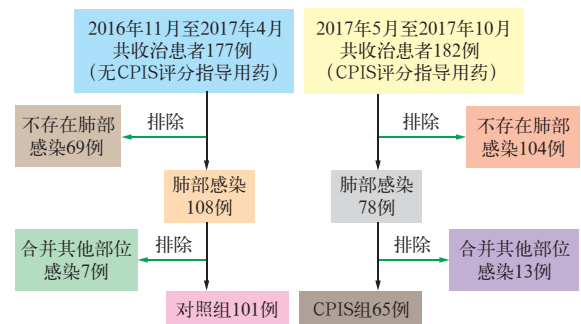 2016年11月至2017年4月
共收治患者177例
（无CPIS评分指导用药）
2017年5月至2017年10月
共收治患者182例
（CPIS评分指导用药）
不存在肺部
感染69例
排除
排除
不存在肺部
感染104例
肺部感染
108例
肺部感染
78例
合并其他部位
感染7例
排除
排除
合并其他部位
感染13例
对照组101例
CPIS组65例